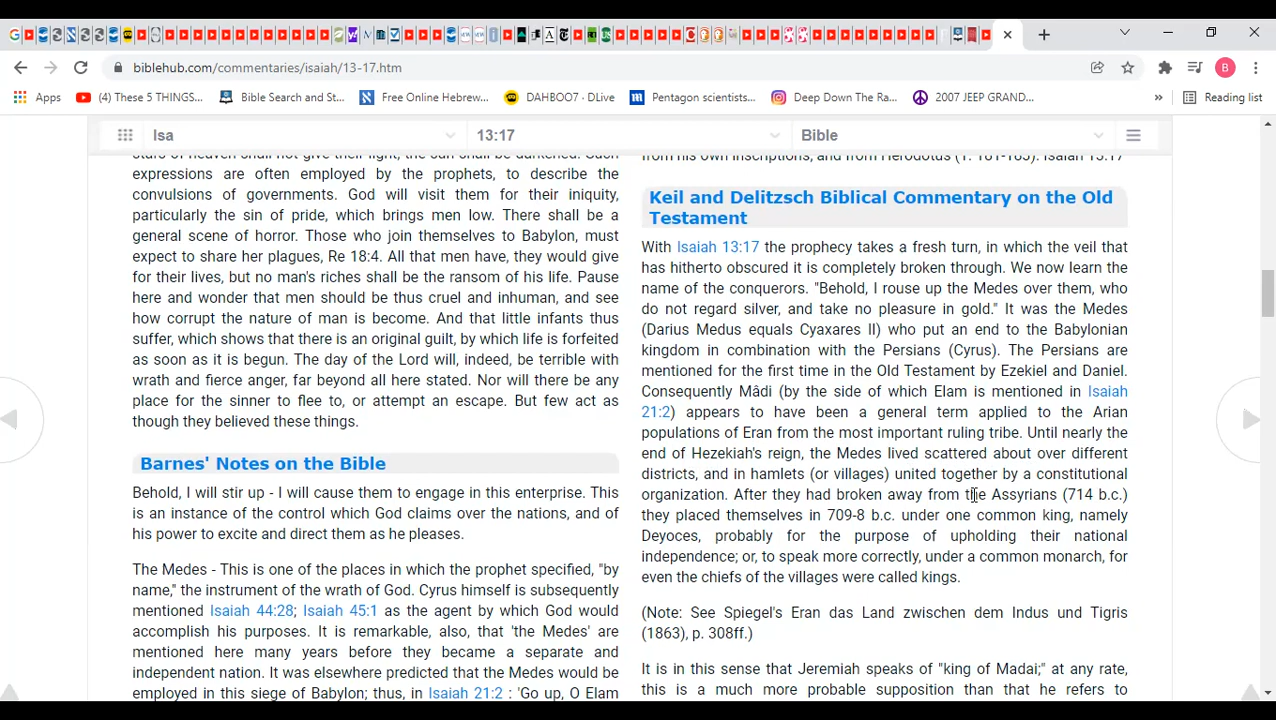 biblehub.com/commentaries/isaiah/13-17.htm
Apps
(4) These 5 THINGS...
Bible Search and St...
Free Online Hebrew...
DAHBOO7 - DLive
Pentagon scientists...
Deep Down The Ra...
2007 JEEP GRAND...
»
Reading list
Isa
13:17
Bible
stars of heaven shall not give their light, the sun shall be darkened. Such
expressions are often employed by the prophets, to describe the
convulsions of governments. God will visit them for their iniquity,
particularly the sin of pride, which brings men low. There shall be a
general scene of horror. Those who join themselves to Babylon, must
expect to share her plagues, Re 18:4. All that men have, they would give
for their lives, but no man's riches shall be the ransom of his life. Pause
here and wonder that men should be thus cruel and inhuman, and see
how corrupt the nature of man is become. And that little infants thus
suffer, which shows that there is an original guilt, by which life is forfeited
as soon as it is begun. The day of the Lord will, indeed, be terrible with
wrath and fierce anger, far beyond all here stated. Nor will there be any
place for the sinner to flee to, or attempt an escape. But few act as
though they believed these things.
Barnes' Notes on the Bible
Behold, I will stir up - I will cause them to engage in this enterprise. This
is an instance of the control which God claims over the nations, and of
his power to excite and direct them as he pleases.
The Medes - This is one of the places in which the prophet specified, "by
name," the instrument of the wrath of God. Cyrus himself is subsequently
mentioned Isaiah 44:28; Isaiah 45:1 as the agent by which God would
accomplish his purposes. It is remarkable, also, that 'the Medes' are
mentioned here many years before they became a separate and
independent nation. It was elsewhere predicted that the Medes would be
employed in this siege of Babylon; thus, in Isaiah 21:2 : 'Go up, O Elam
from his own inscriptions, and from Herodotus (1. 181-183). Isaiah 13:17
Keil and Delitzsch Biblical Commentary on the Old
Testament
With Isaiah 13:17 the prophecy takes a fresh turn, in which the veil that
has hitherto obscured it is completely broken through. We now learn the
name of the conquerors. "Behold, I rouse up the Medes over them, who
do not regard silver, and take no pleasure in gold." It was the Medes
(Darius Medus equals Cyaxares II) who put an end to the Babylonian
kingdom in combination with the Persians (Cyrus). The Persians are
mentioned for the first time in the Old Testament by Ezekiel and Daniel.
Consequently Mâdi (by the side of which Elam is mentioned in Isaiah
21:2) appears to have been a general term applied to the Arian
populations of Eran from the most important ruling tribe. Until nearly the
end of Hezekiah's reign, the Medes lived scattered about over different
districts, and in hamlets (or villages) united together by a constitutional
organization. After they had broken away from the Assyrians (714 b.c.)
they placed themselves in 709-8 b.c. under one common king, namely
Deyoces, probably for the purpose of upholding their national
independence; or, to speak more correctly, under a common monarch, for
even the chiefs of the villages were called kings.
(Note: See Spiegel's Eran das Land zwischen dem Indus und Tigris
(1863), p. 308ff.)
It is in this sense that Jeremiah speaks of "king of Madai;" at any rate,
this is a much more probable supposition than that he refers to